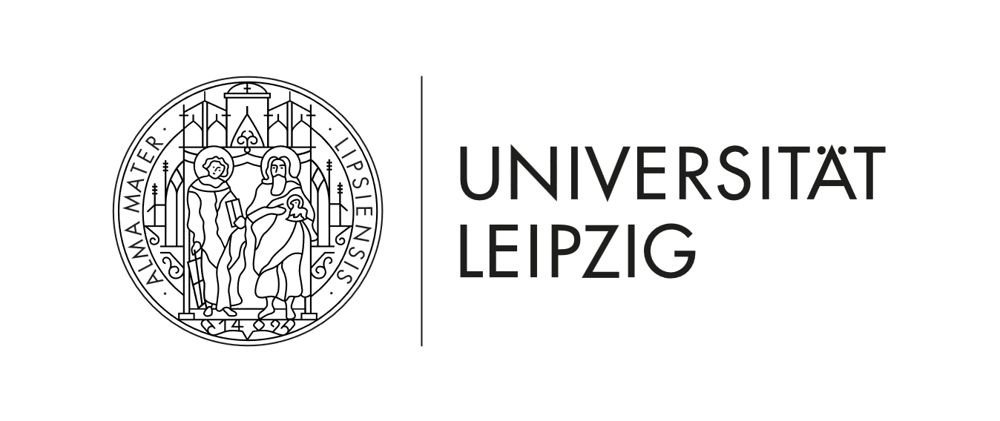 · ALMA MATER ·
· LIPSIENSIS ·
14 09
UNIVERSITÄT
LEIPZIG